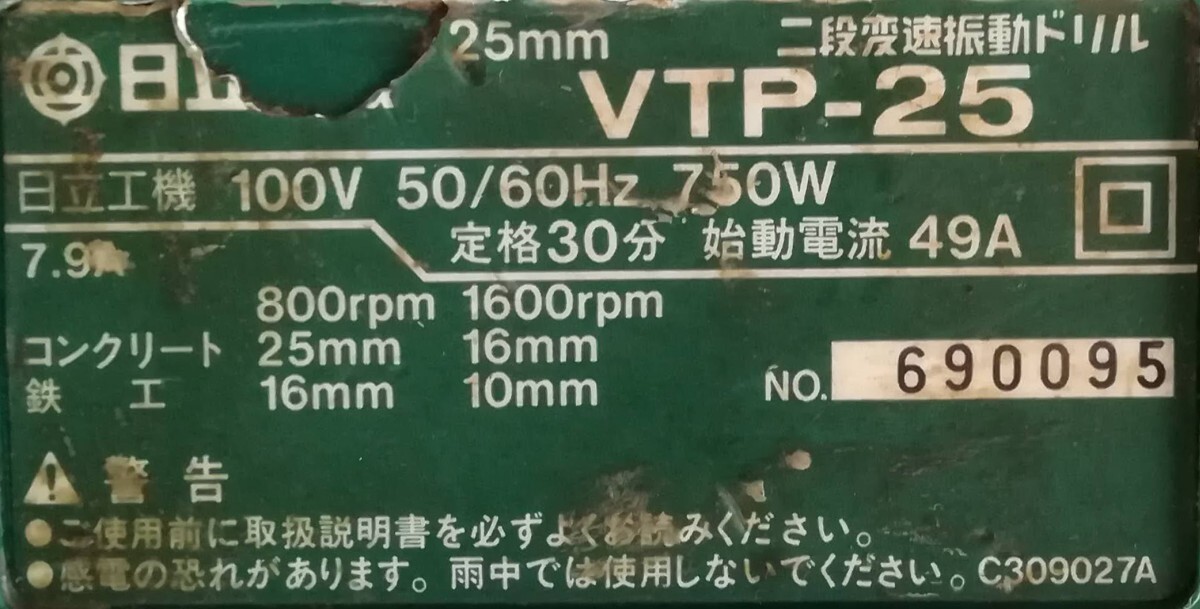 日立
25mm
二段変速振動ドリル
VTP-25
日立工機 100V 50/60Hz 750W
7.9A
定格30分 始動電流 49A
800rpm 1600rpm
コンクリート 25mm 16mm
鉄 工 16mm 10mm
NO. 690095
警 告
ご使用前に取扱説明書を必ずよくお読みください。
感電の恐れがあります。雨中では使用しないでください。
C309027A